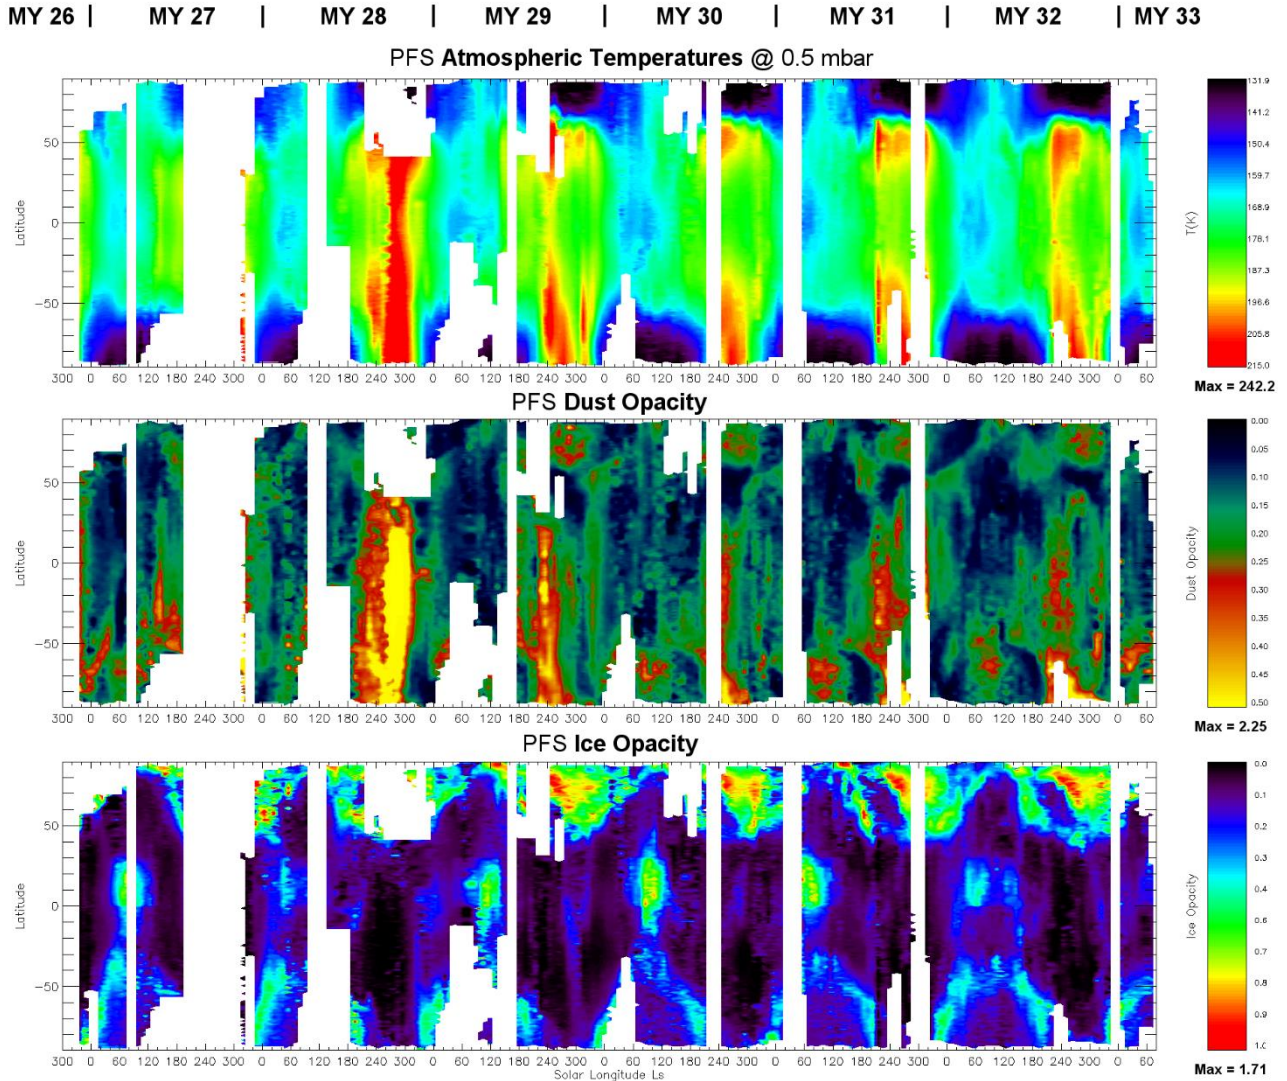 MY 26 | MY 27 | MY 28 | MY 29 | MY 30 | MY 31 | MY 32 | MY 33
PFS Atmospheric Temperatures @ 0.5 mbar
Latitude
50
0
-50
300 0 60 120 180 240 300 0 60 120 180 240 300 0 60 120 180 240 300 0 60 120 180 240 300 0 60 120 180 240 300 0 60 120 180 240 300 0 60
T(K)
131.9
141.2
150.4
159.7
168.9
178.1
187.3
196.6
205.8
215.0
Max = 242.2
PFS Dust Opacity
Latitude
50
0
-50
300 0 60 120 180 240 300 0 60 120 180 240 300 0 60 120 180 240 300 0 60 120 180 240 300 0 60 120 180 240 300 0 60 120 180 240 300 0 60
Dust Opacity
0.00
0.05
0.10
0.15
0.20
0.25
0.30
0.35
0.40
0.45
0.50
Max = 2.25
PFS Ice Opacity
Latitude
50
0
-50
300 0 60 120 180 240 300 0 60 120 180 240 300 0 60 120 180 240 300 0 60 120 180 240 300 0 60 120 180 240 300 0 60 120 180 240 300 0 60
Solar Longitude Ls
Ice Opacity
0.0
0.1
0.2
0.3
0.4
0.5
0.6
0.7
0.8
0.9
1.0
Max = 1.71